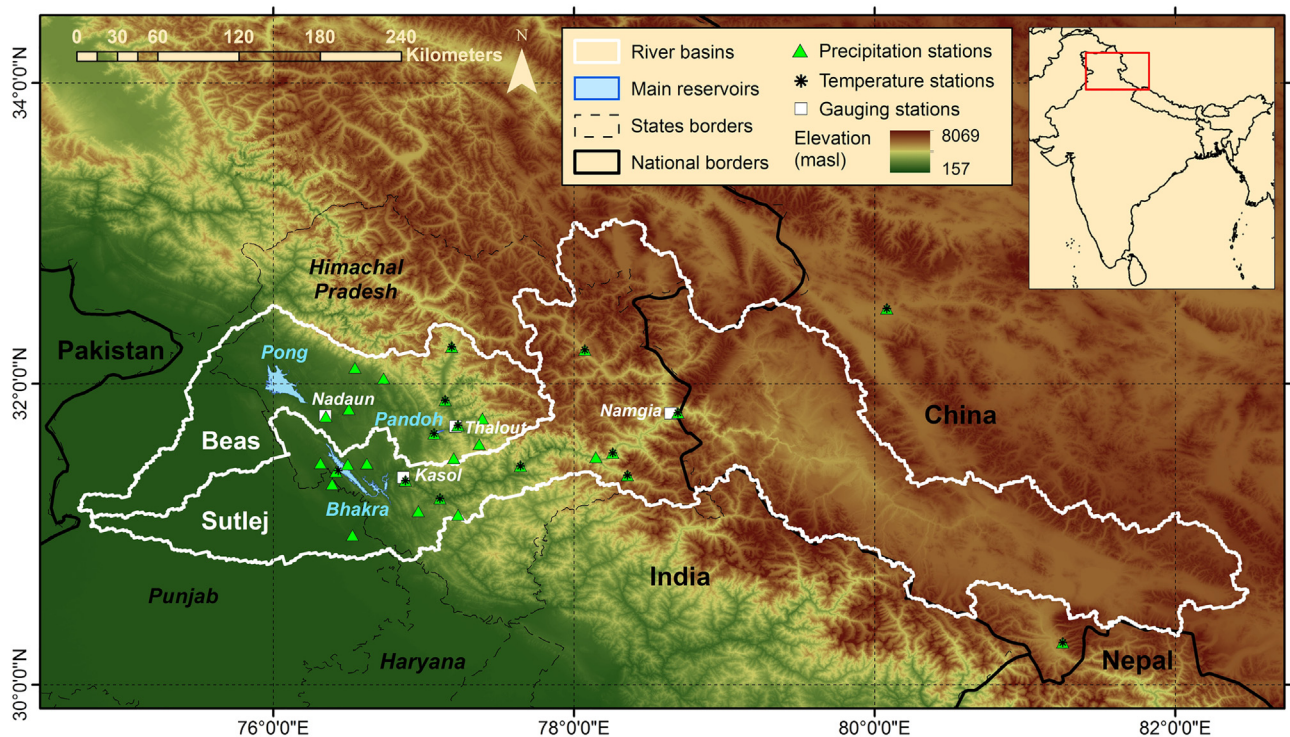 0 30 60 120 180 240
Kilometers
N
River basins
Main reservoirs
States borders
National borders
Precipitation stations
Temperature stations
Gauging stations
Elevation
(masl)
8069
157
34°0'0"N
32°0'0"N
30°0'0"N
Himachal
Pradesh
Pakistan
Pong
Nadaun
Pandoh
Thalout
Namgia
China
Beas
Kasol
Bhakra
Sutlej
India
Punjab
Haryana
Nepal
76°0'0"E
78°0'0"E
80°0'0"E
82°0'0"E